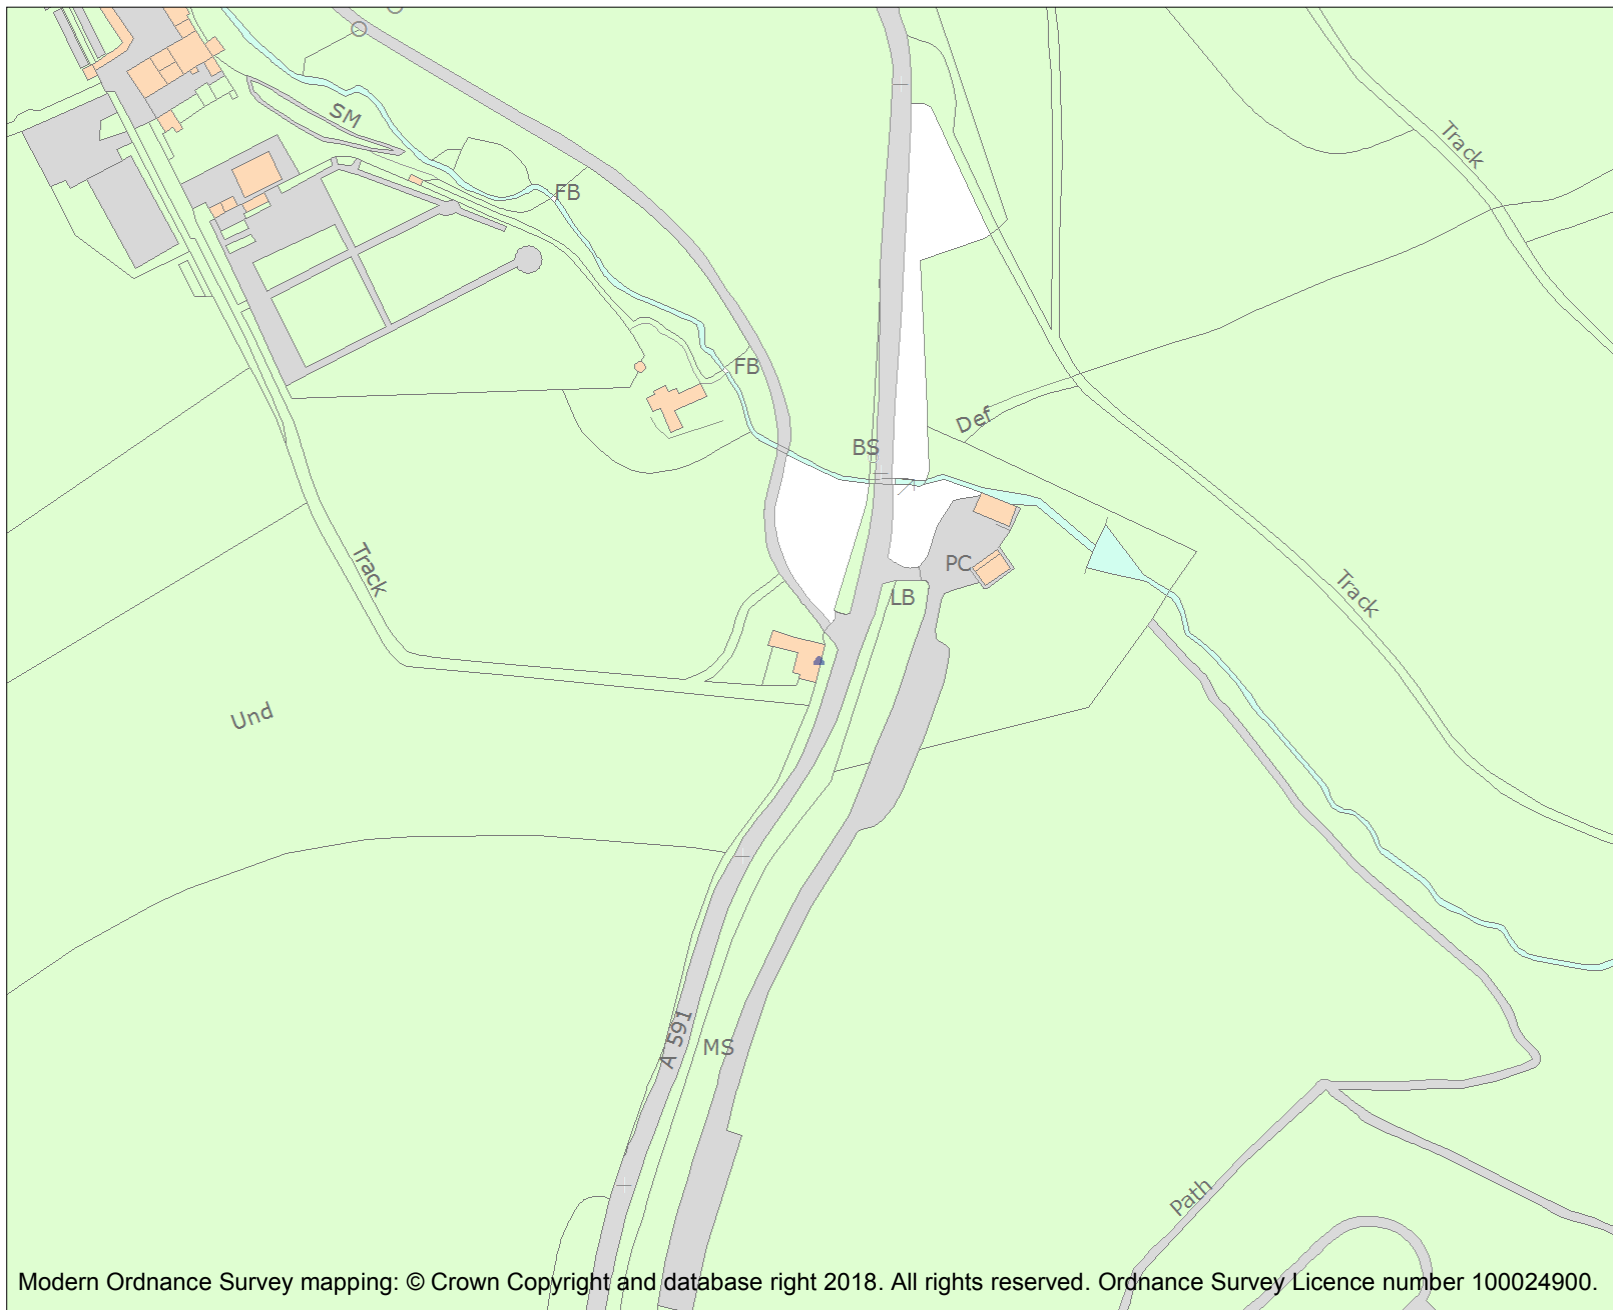 SM
Track
FB
FB
Def
BS
PC
LB
Track
Track
Und
A 591
MS
Path
Modern Ordnance Survey mapping: © Crown Copyright and database right 2018. All rights reserved. Ordnance Survey Licence number 100024900.